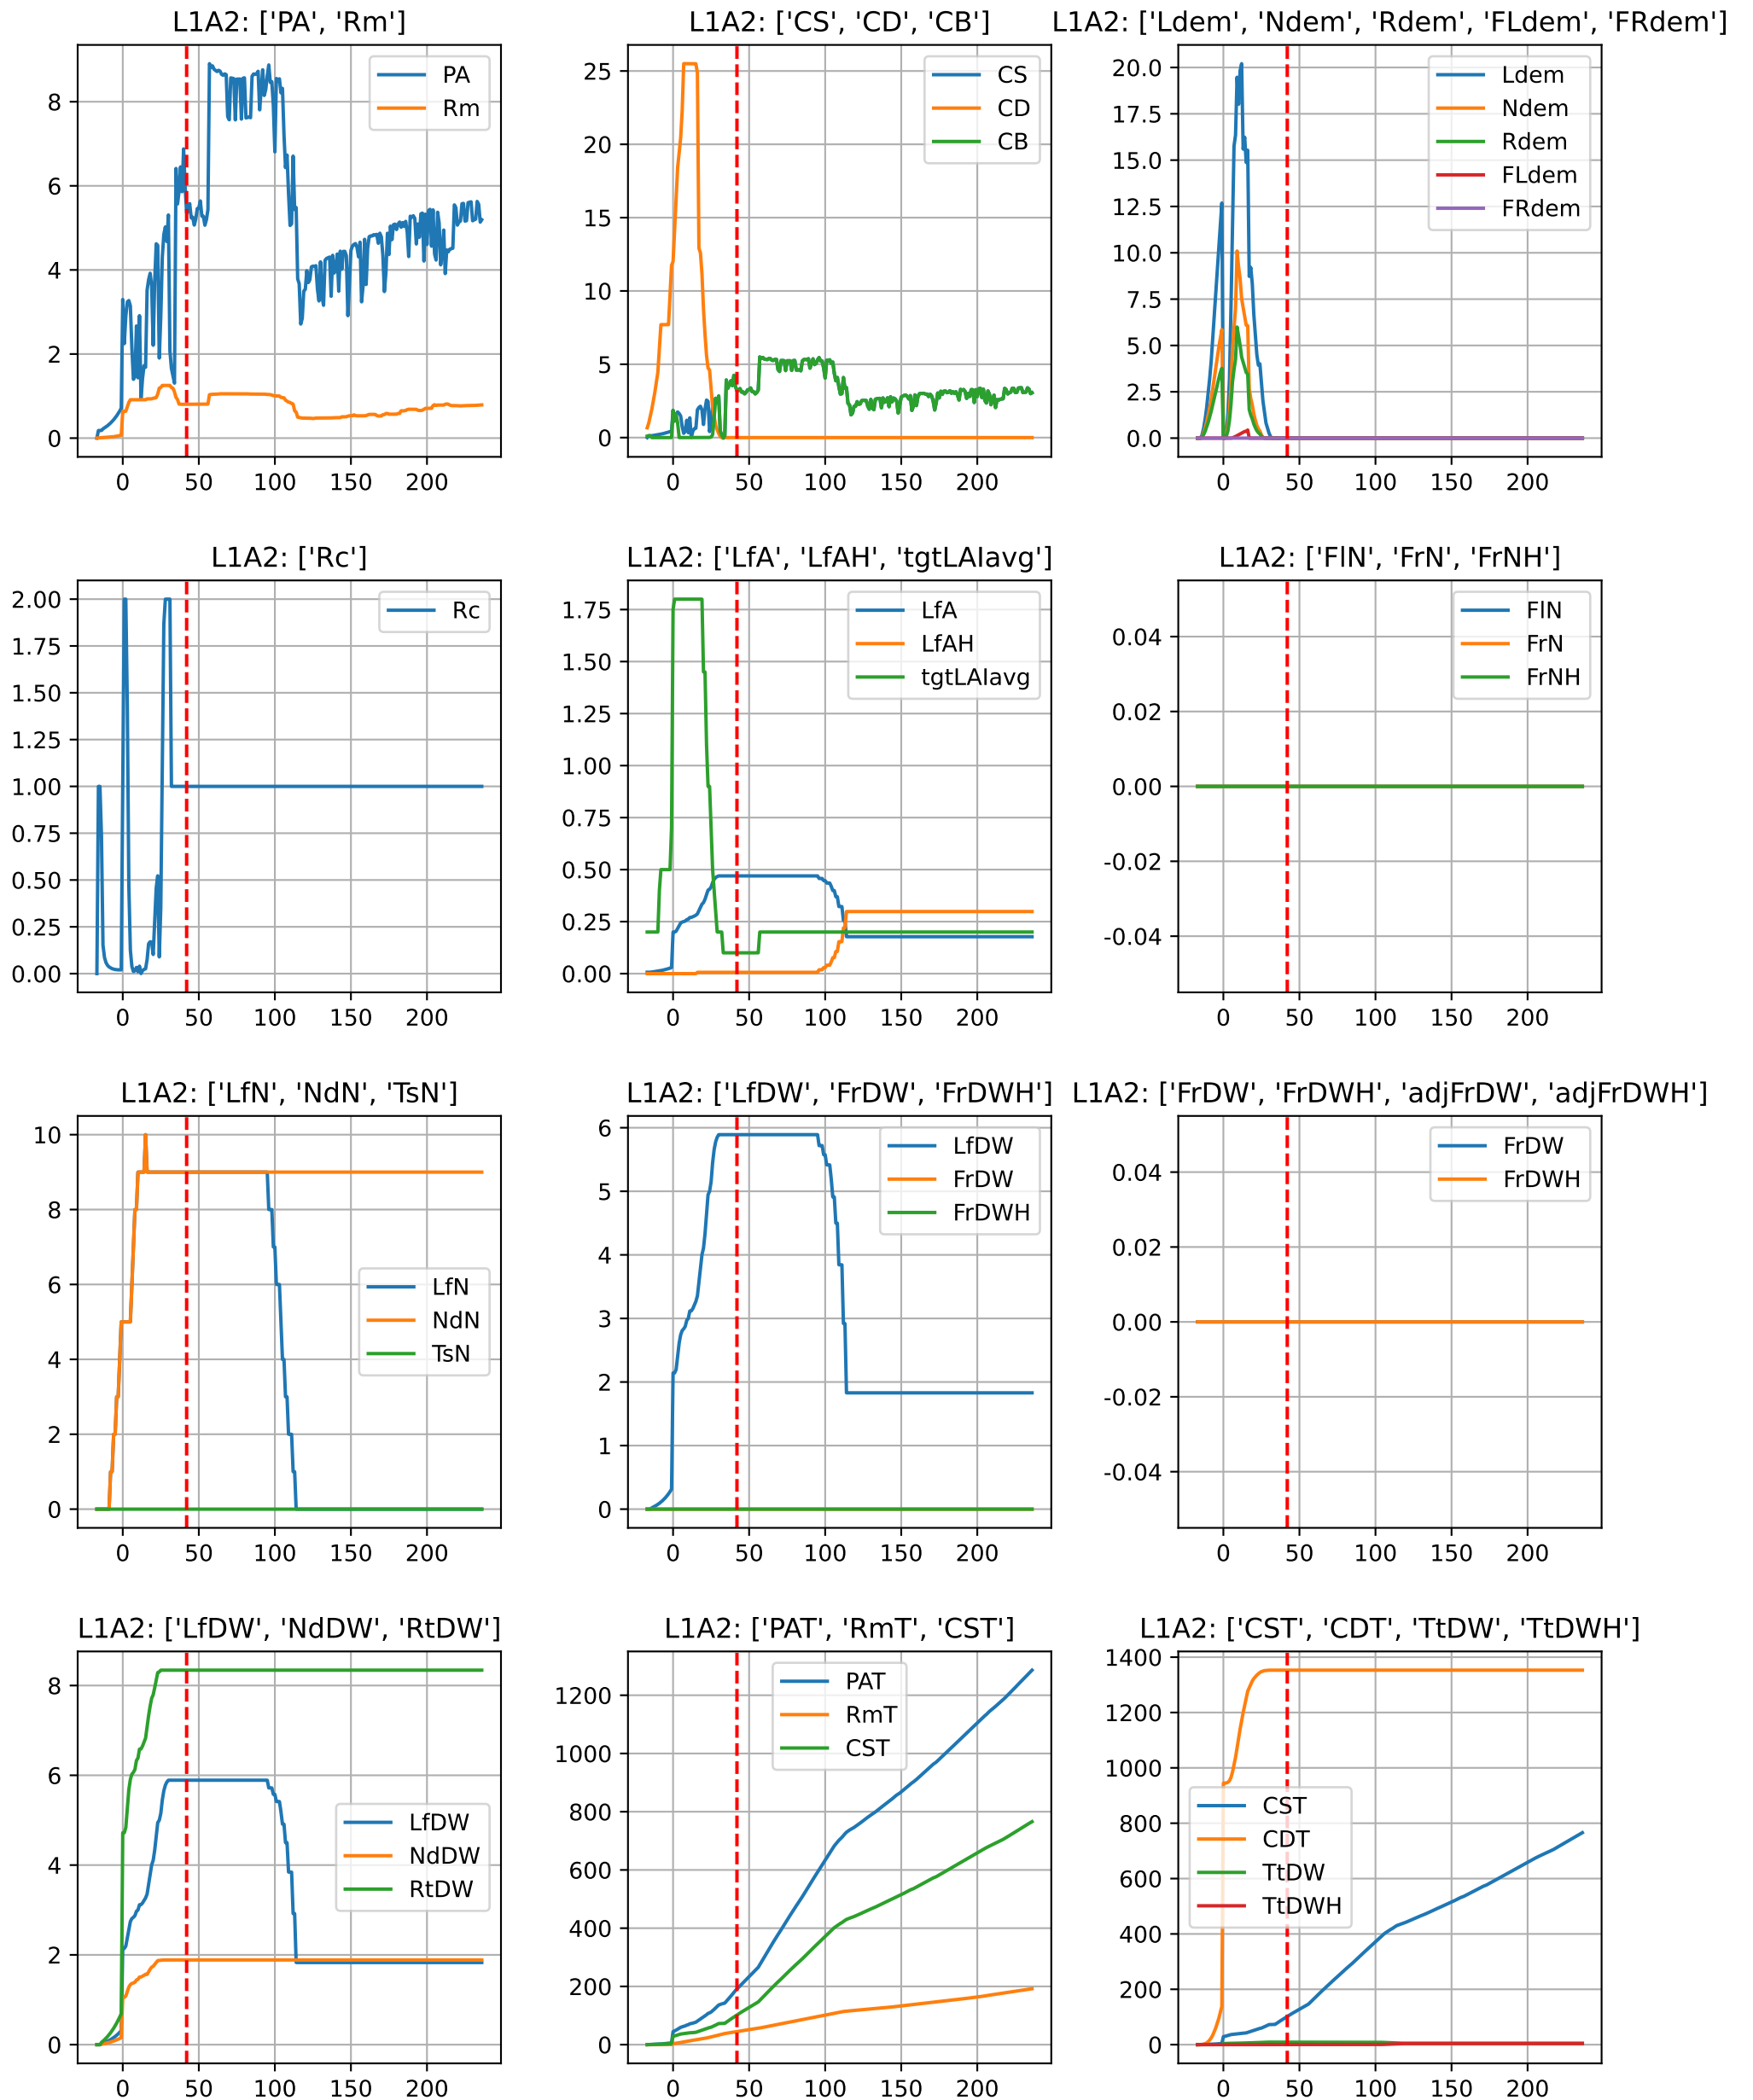 L1A2: ['PA', 'Rm']
8
6
4
2
0
0 50 100 150 200
PA
Rm
L1A2: ['CS', 'CD', 'CB']
25
20
15
10
5
0
0 50 100 150 200
CS
CD
CB
L1A2: ['Ldem', 'Ndem', 'Rdem', 'FLdem', 'FRdem']
20.0
17.5
15.0
12.5
10.0
7.5
5.0
2.5
0.0
0 50 100 150 200
Ldem
Ndem
Rdem
FLdem
FRdem
L1A2: ['Rc']
2.00
1.75
1.50
1.25
1.00
0.75
0.50
0.25
0.00
0 50 100 150 200
Rc
L1A2: ['LfA', 'LfAH', 'tgtLAIavg']
1.75
1.50
1.25
1.00
0.75
0.50
0.25
0.00
0 50 100 150 200
LfA
LfAH
tgtLAIavg
L1A2: ['FlN', 'FrN', 'FrNH']
0.04
0.02
0.00
-0.02
-0.04
0 50 100 150 200
FlN
FrN
FrNH
L1A2: ['LfN', 'NdN', 'TsN']
10
8
6
4
2
0
0 50 100 150 200
LfN
NdN
TsN
L1A2: ['LfDW', 'FrDW', 'FrDWH']
6
5
4
3
2
1
0
0 50 100 150 200
LfDW
FrDW
FrDWH
L1A2: ['FrDW', 'FrDWH', 'adjFrDW', 'adjFrDWH']
0.04
0.02
0.00
-0.02
-0.04
0 50 100 150 200
FrDW
FrDWH
L1A2: ['LfDW', 'NdDW', 'RtDW']
8
6
4
2
0
0 50 100 150 200
LfDW
NdDW
RtDW
L1A2: ['PAT', 'RmT', 'CST']
1200
1000
800
600
400
200
0
0 50 100 150 200
PAT
RmT
CST
L1A2: ['CST', 'CDT', 'TtDW', 'TtDWH']
1400
1200
1000
800
600
400
200
0
0 50 100 150 200
CST
CDT
TtDW
TtDWH